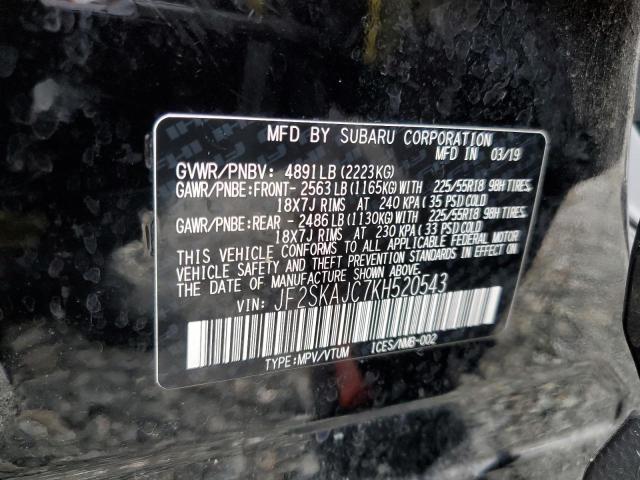 MFD BY SUBARU CORPORATION
MFD IN 03/19
GVWR/PNBV: 4891LB (2223KG)
GAWR/PNBE:FRONT- 2563LB (1165KG)WITH 225/55R18 98H TIRES,
18X7J RIMS AT 240 KPA(35 PSI)COLD
GAWR/PNBE:REAR - 2486LB (1130KG)WITH 225/55R18 98H TIRES,
18X7J RIMS AT 230 KPA(33 PSI)COLD
THIS VEHICLE CONFORMS TO ALL APPLICABLE FEDERAL MOTOR
VEHICLE SAFETY AND THEFT PREVENTION STANDARDS IN EFFECT ON
THE DATE OF MANUFACTURE SHOWN ABOVE.
VIN: JF2SKAJC7KH520543
TYPE:MPV/VTUM ICES/NMB-002